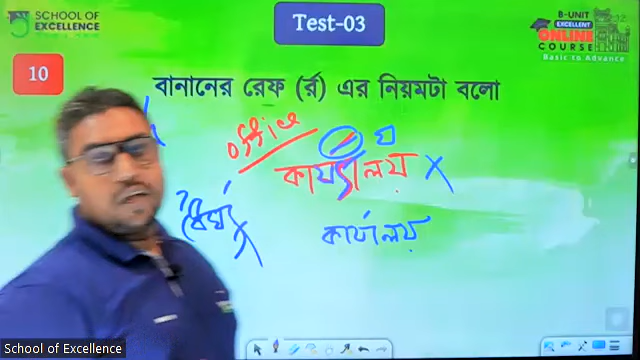 SCHOOL OF
EXCELLENCE
Test-03
B-UNIT
EXCELLENT
ONLINE
COURSE
Basic to Advance
10
বানানের রেফ (র্র) এর নিয়মটা বলো
office
য
কার্য্যালয় X
কার্যালয়
School of Excellence